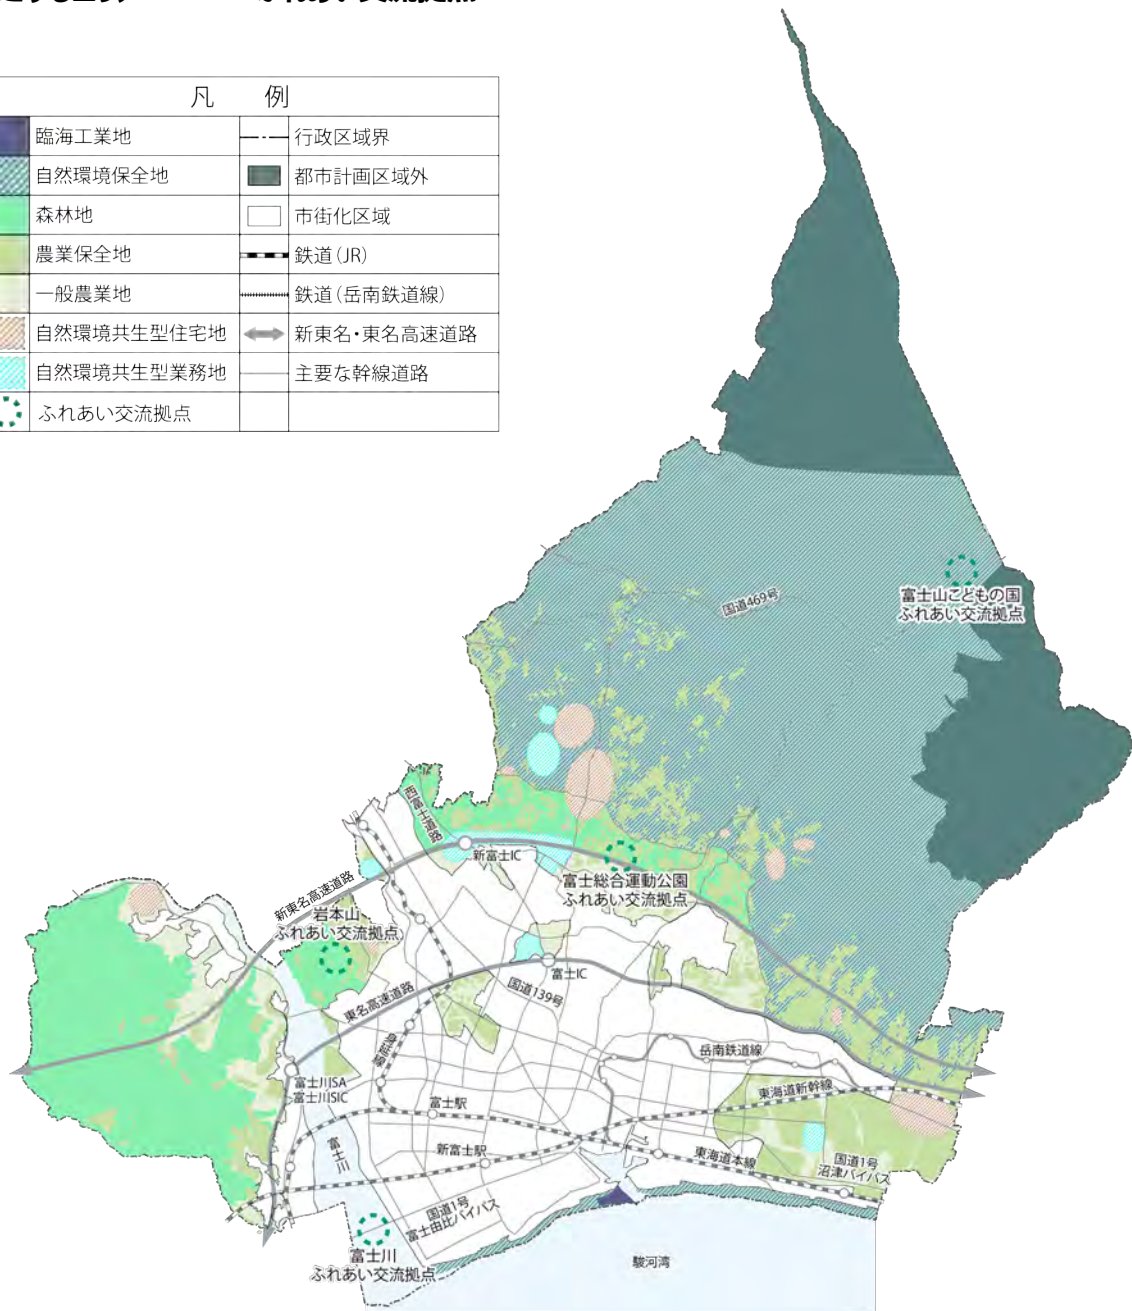 ふれあい交流拠点
凡 例
臨海工業地
行政区域界
自然環境保全地
都市計画区域外
森林地
市街化区域
農業保全地
鉄道(JR)
一般農業地
鉄道(岳南鉄道線)
自然環境共生型住宅地
新東名・東名高速道路
自然環境共生型業務地
主要な幹線道路
ふれあい交流拠点
国道469号
富士山こどもの国
ふれあい交流拠点
西富士道路
新富士IC
富士総合運動公園
ふれあい交流拠点
新東名高速道路
岩本山
ふれあい交流拠点
富士IC
東名高速道路
国道139号
身延線
岳南鉄道線
富士川SA
富士川SIC
東海道新幹線
富士駅
富士川
新富士駅
東海道本線
国道1号
沼津バイパス
国道1号
富士由比バイパス
富士川
ふれあい交流拠点
駿河湾